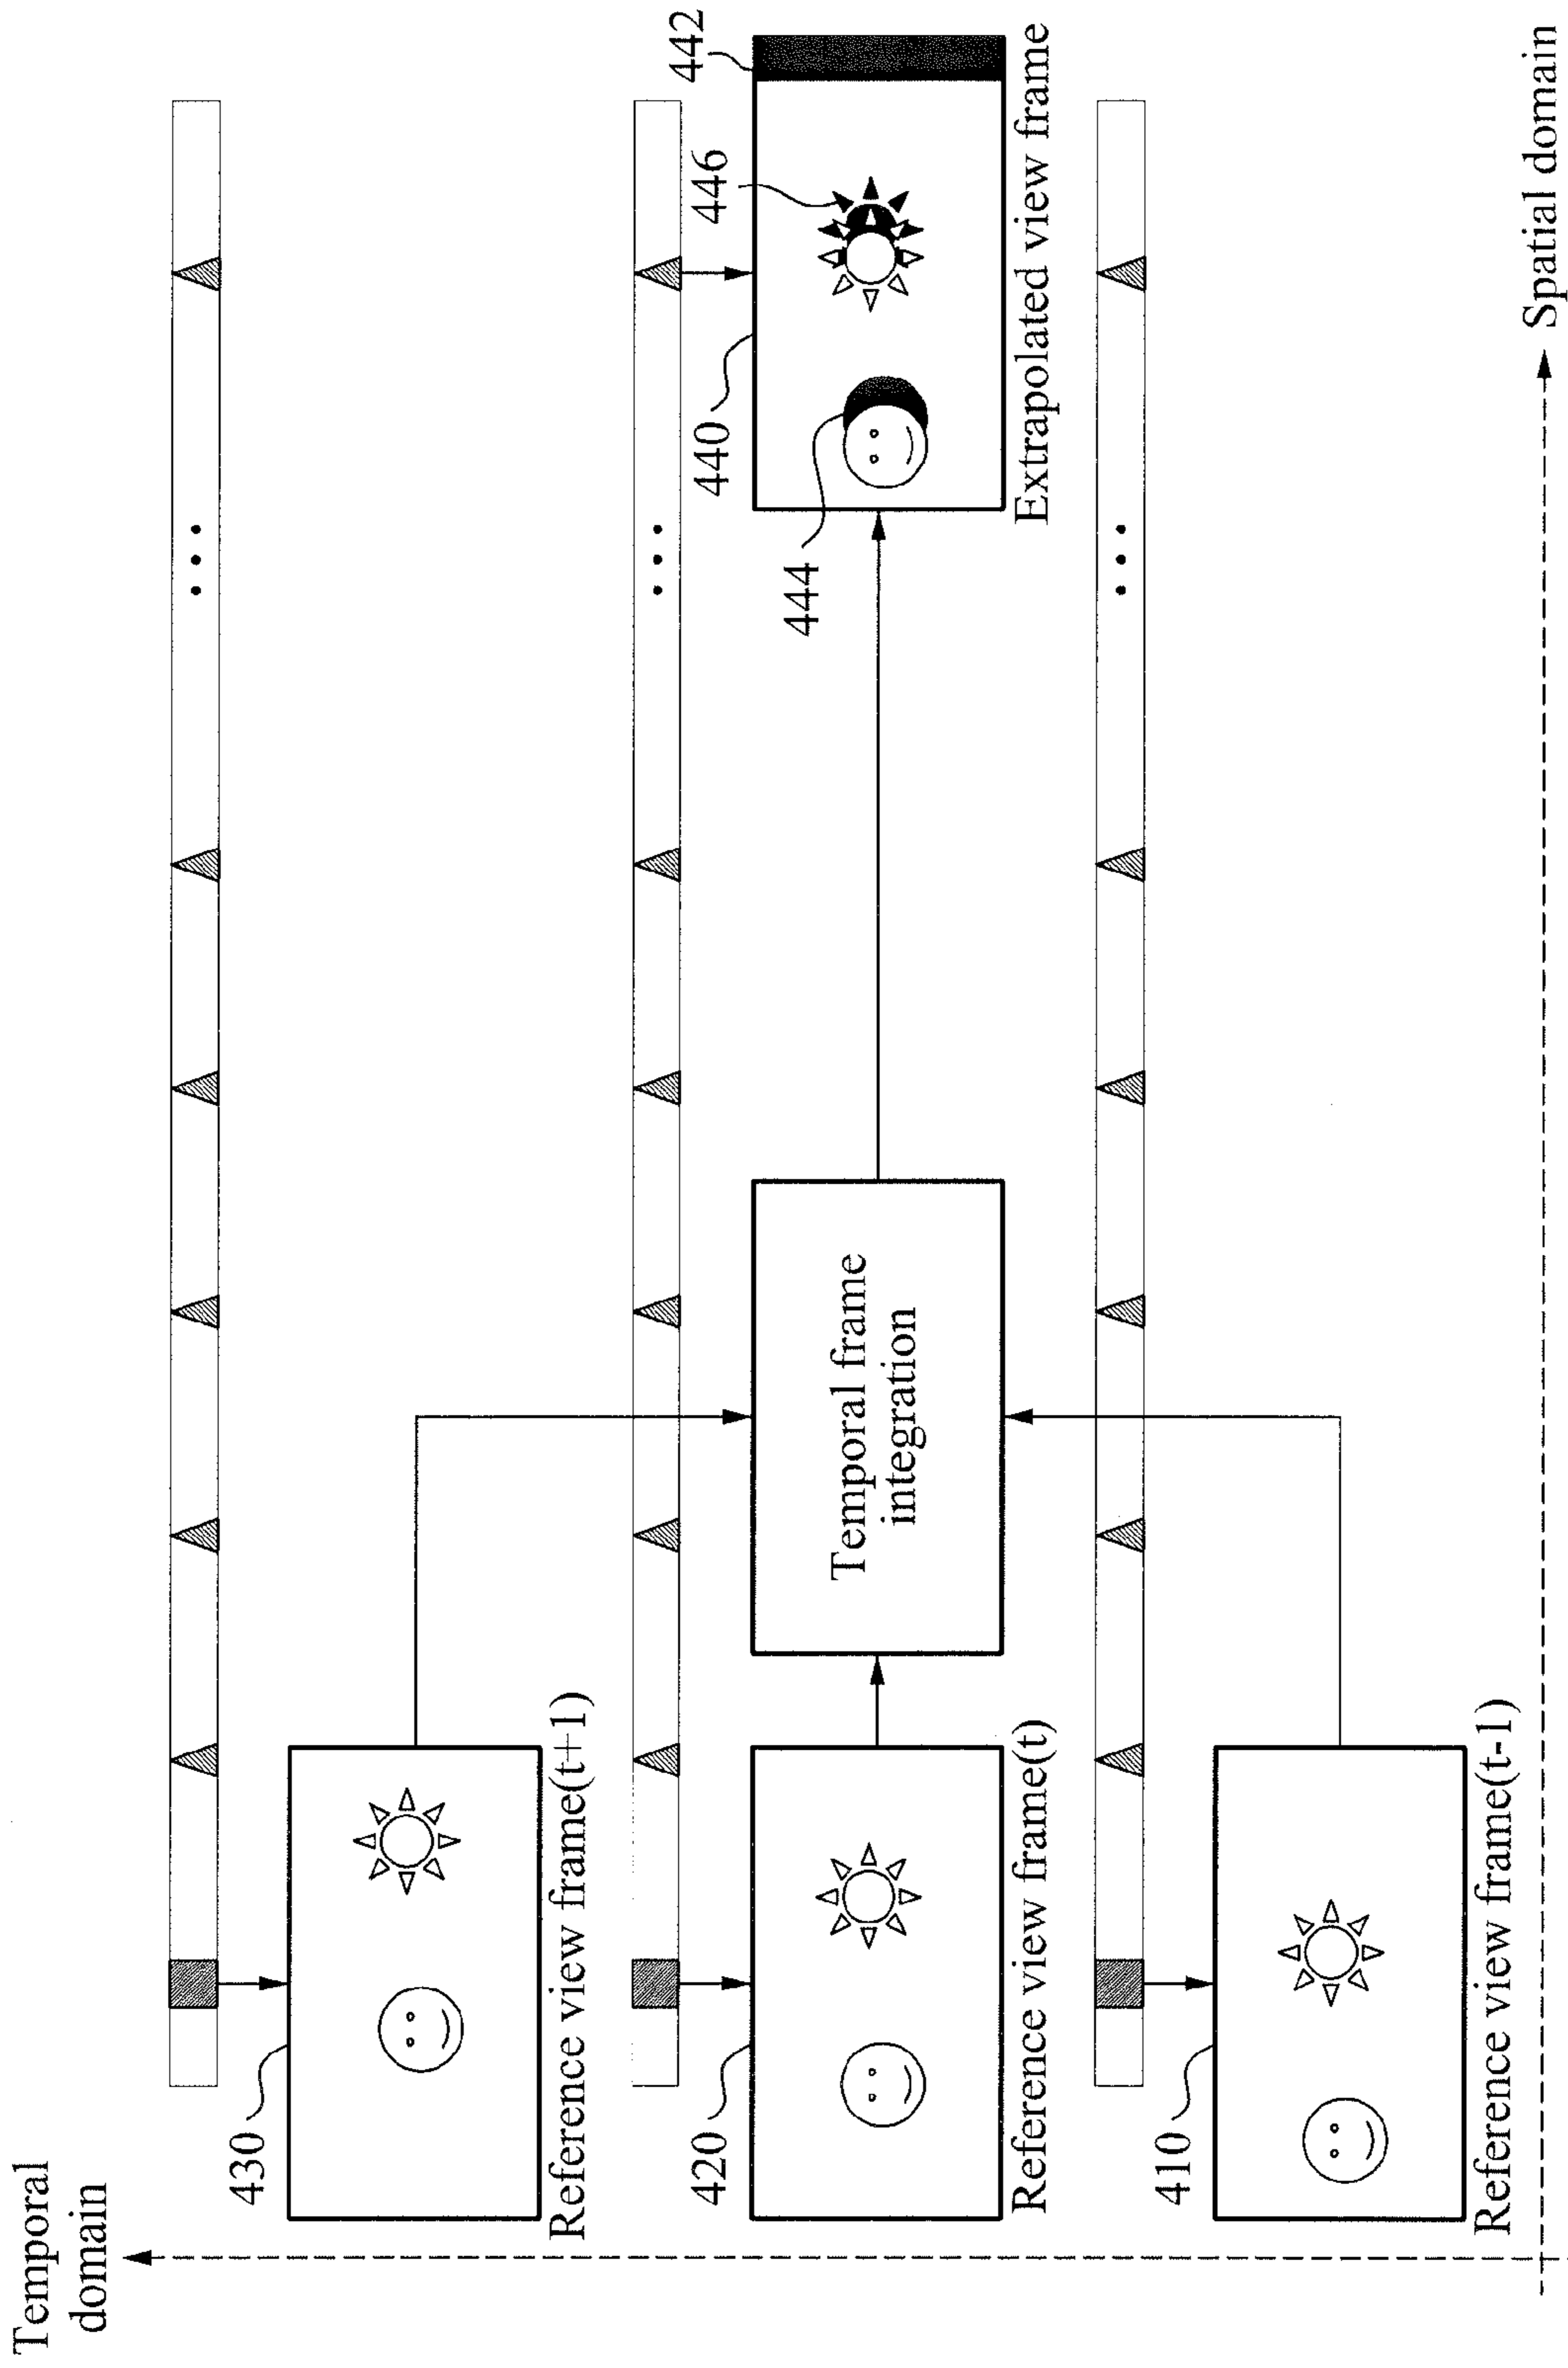 Temporal
domain
430
Reference view frame(t+1)
420
Reference view frame(t)
410
Reference view frame(t-1)
Temporal frame
integration
440
442
444
446
Extrapolated view frame
Spatial domain